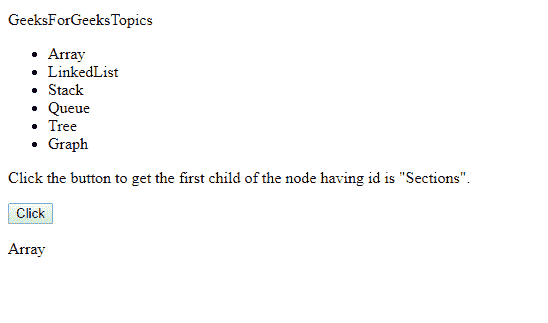 GeeksForGeeksTopics
Array
LinkedList
Stack
Queue
Tree
Graph
Click the button to get the first child of the node having id is "Sections".
Click
Array